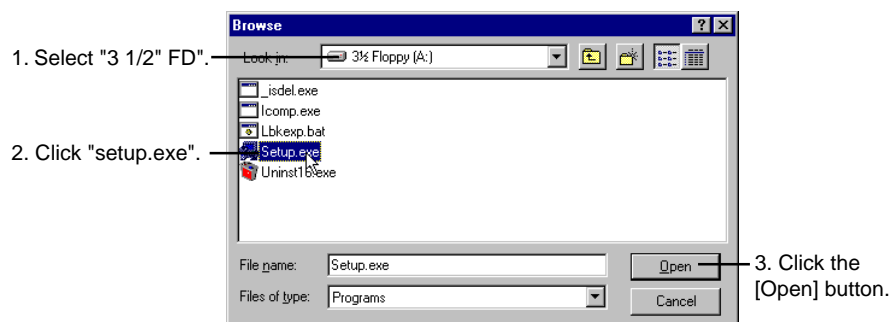 Browse
1. Select "3 1/2" FD".
Look in:
3½ Floppy (A:)
_isdel.exe
Icomp.exe
Lbkexp.bat
2. Click "setup.exe".
Setup.exe
Uninst16.exe
File name:
Setup.exe
Open
3. Click the
[Open] button.
Files of type:
Programs
Cancel